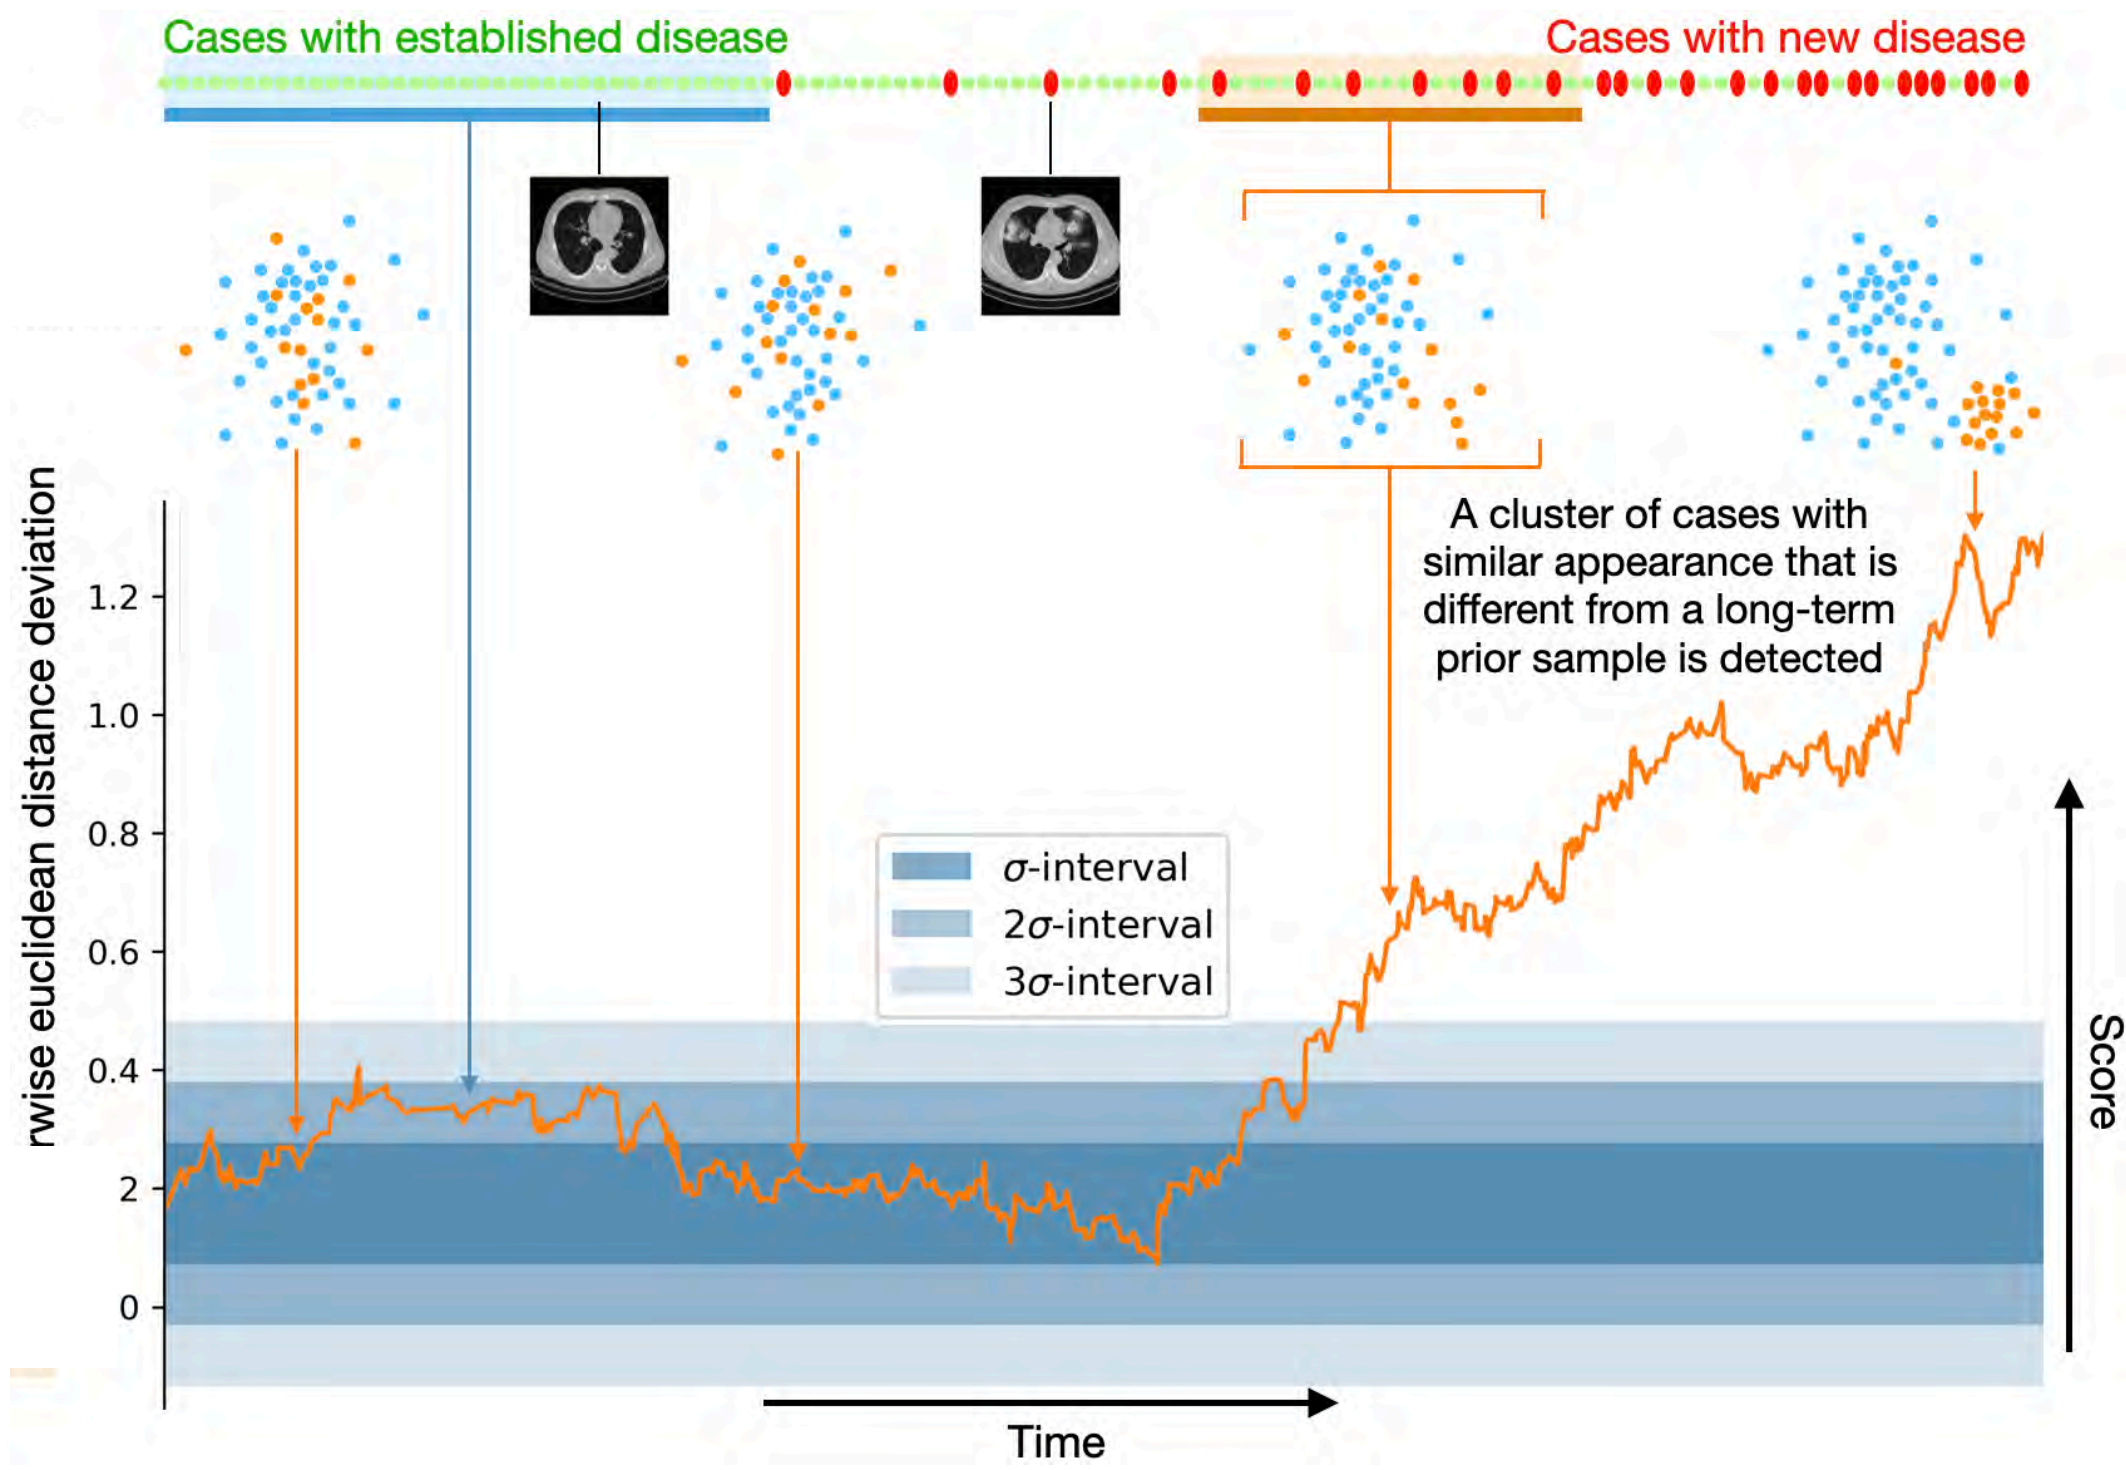 Cases with established disease
Cases with new disease
A cluster of cases with
similar appearance that is
different from a long-term
prior sample is detected
rwise euclidean distance deviation
1.2
1.0
0.8
0.6
0.4
2
0
σ-interval
2σ-interval
3σ-interval
Score
Time